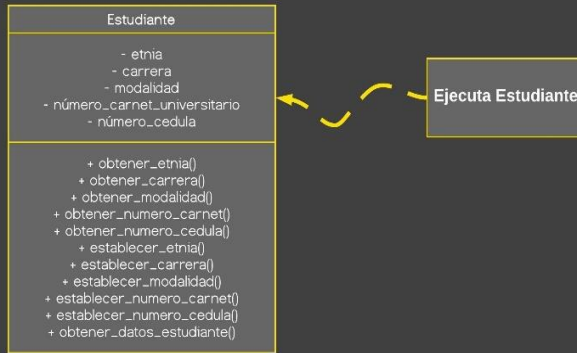 Estudiante
- etnia
- carrera
- modalidad
- número_carnet_universitario
- número_cedula
+ obtener_etnia()
+ obtener_carrera()
+ obtener_modalidad()
+ obtener_numero_carnet()
+ obtener_numero_cedula()
+ establecer_etnia()
+ establecer_carrera()
+ establecer_modalidad()
+ establecer_numero_carnet()
+ establecer_numero_cedula()
+ obtener_datos_estudiante()
Ejecuta Estudiante